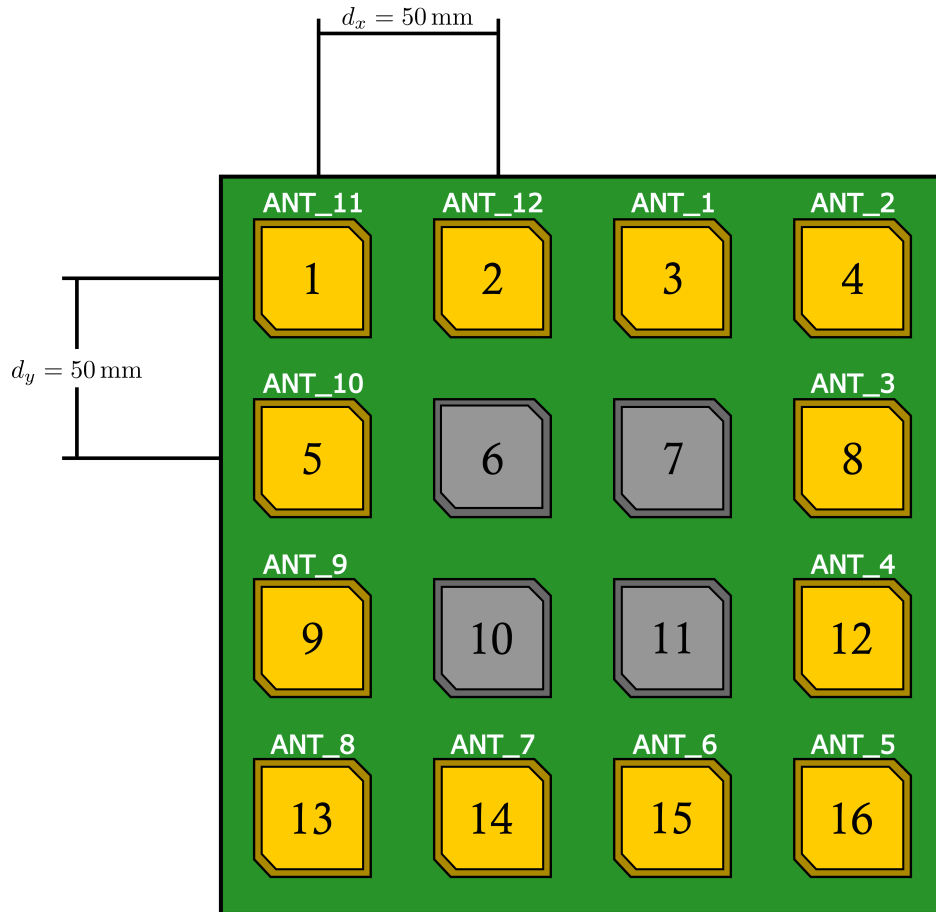 d_x = 50 mm
ANT_11 ANT_12 ANT_1 ANT_2
1 2 3 4
d_y = 50 mm
ANT_10 ANT_3
5 6 7 8
ANT_9 ANT_4
9 10 11 12
ANT_8 ANT_7 ANT_6 ANT_5
13 14 15 16